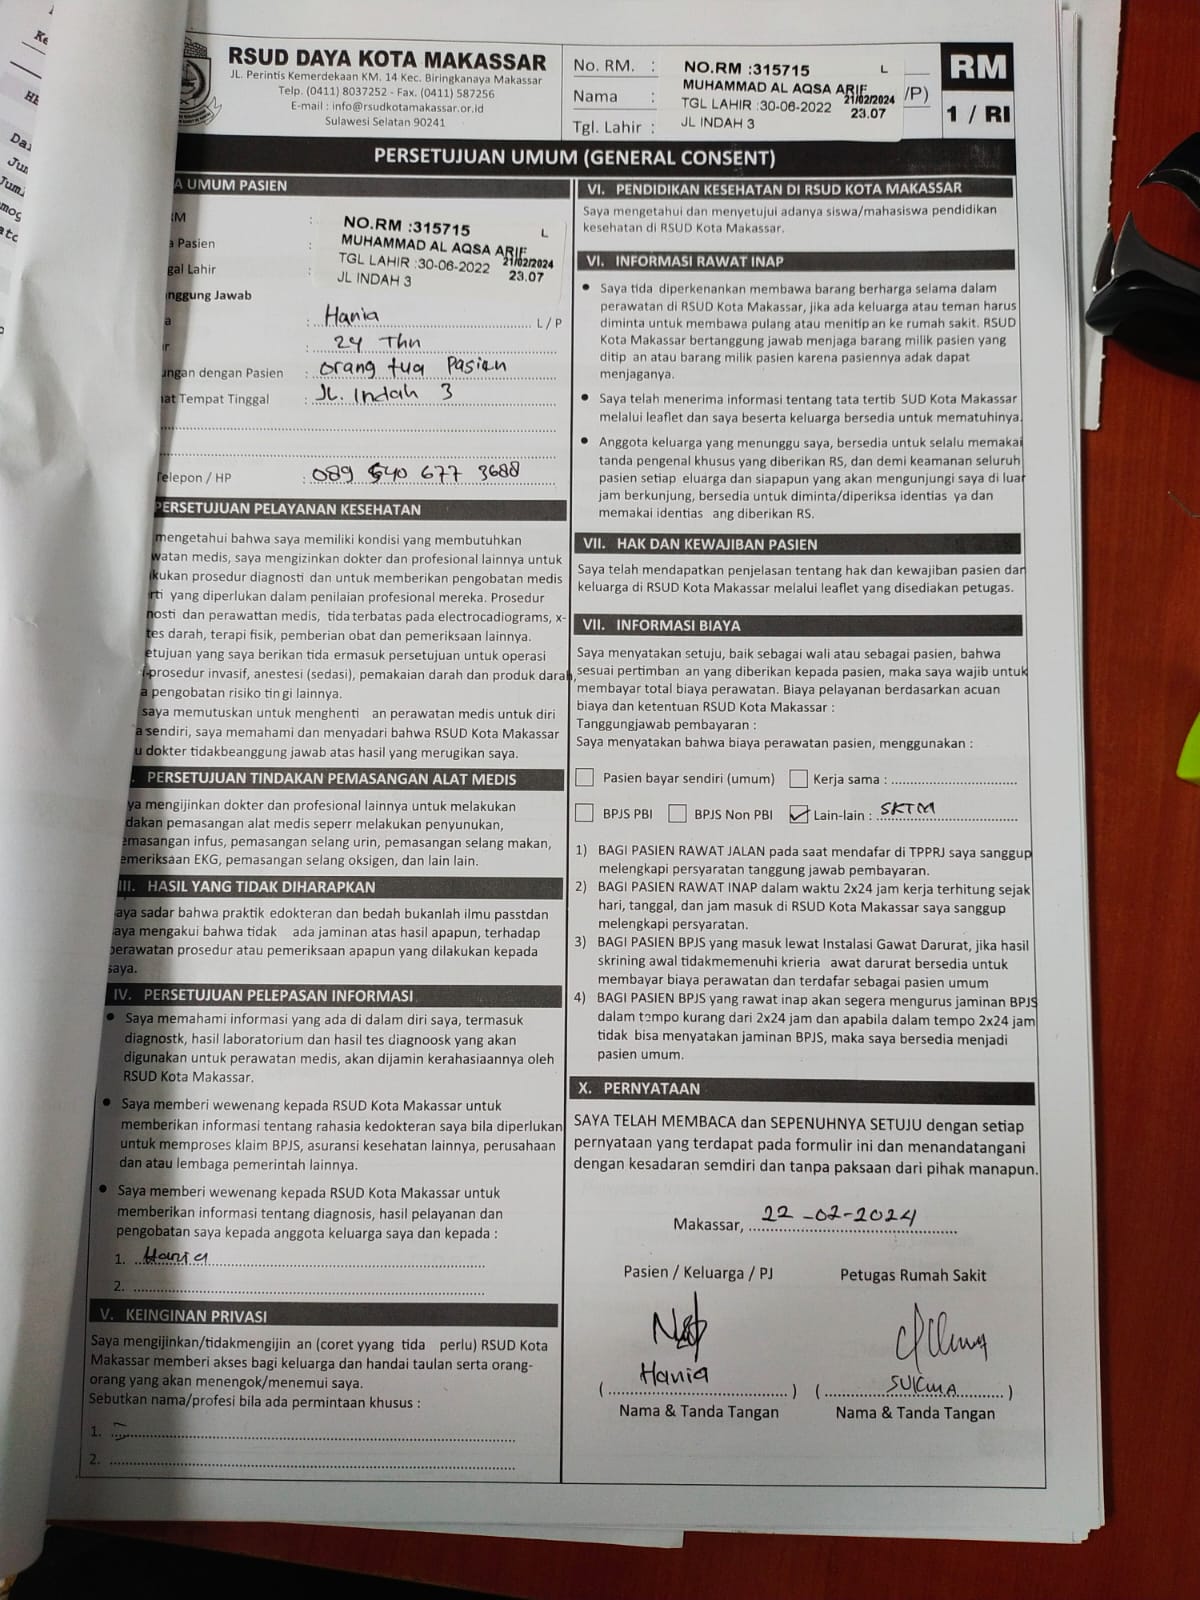 RSUD DAYA KOTA MAKASSAR
JL. Perintis Kemerdekaan KM. 14 Kec. Biringkanaya Makassar
Telp. (0411) 8037252 - Fax. (0411) 587256
E-mail : info@rsudkotamakassar.or.id
Sulawesi Selatan 90241
No. RM. :
Nama :
Tgl. Lahir :
NO.RM :315715 L
MUHAMMAD AL AQSA ARIF
TGL LAHIR :30-06-2022 21/02/2024
JL INDAH 3 23.07
/P)
RM
1 / RI
PERSETUJUAN UMUM (GENERAL CONSENT)
A UMUM PASIEN
RM :
a Pasien :
gal Lahir :
NO.RM :315715 L
MUHAMMAD AL AQSA ARIF
TGL LAHIR :30-06-2022 21/02/2024
JL INDAH 3 23.07
nggung Jawab
a : Hania L / P
r : 24 Thn
ungan dengan Pasien : orang tua Pasien
at Tempat Tinggal : JL. Indah 3
Telepon / HP : 089 540 677 3688
PERSETUJUAN PELAYANAN KESEHATAN
mengetahui bahwa saya memiliki kondisi yang membutuhkan
watan medis, saya mengizinkan dokter dan profesional lainnya untuk
kukan prosedur diagnosti dan untuk memberikan pengobatan medis
rti yang diperlukan dalam penilaian profesional mereka. Prosedur
nosti dan perawattan medis, tida terbatas pada electrocadiograms, x-
tes darah, terapi fisik, pemberian obat dan pemeriksaan lainnya.
etujuan yang saya berikan tida ermasuk persetujuan untuk operasi
prosedur invasif, anestesi (sedasi), pemakaian darah dan produk darah,
a pengobatan risiko tin gi lainnya.
saya memutuskan untuk menghenti an perawatan medis untuk diri
a sendiri, saya memahami dan menyadari bahwa RSUD Kota Makassar
u dokter tidakbeanggung jawab atas hasil yang merugikan saya.
. PERSETUJUAN TINDAKAN PEMASANGAN ALAT MEDIS
ya mengijinkan dokter dan profesional lainnya untuk melakukan
dakan pemasangan alat medis seperr melakukan penyunukan,
emasangan infus, pemasangan selang urin, pemasangan selang makan,
emeriksaan EKG, pemasangan selang oksigen, dan lain lain.
III. HASIL YANG TIDAK DIHARAPKAN
aya sadar bahwa praktik edokteran dan bedah bukanlah ilmu passtdan
aya mengakui bahwa tidak ada jaminan atas hasil apapun, terhadap
perawatan prosedur atau pemeriksaan apapun yang dilakukan kepada
saya.
IV. PERSETUJUAN PELEPASAN INFORMASI
• Saya memahami informasi yang ada di dalam diri saya, termasuk
diagnostk, hasil laboratorium dan hasil tes diagnoosk yang akan
digunakan untuk perawatan medis, akan dijamin kerahasiaannya oleh
RSUD Kota Makassar.
• Saya memberi wewenang kepada RSUD Kota Makassar untuk
memberikan informasi tentang rahasia kedokteran saya bila diperlukan
untuk memproses klaim BPJS, asuransi kesehatan lainnya, perusahaan
dan atau lembaga pemerintah lainnya.
• Saya memberi wewenang kepada RSUD Kota Makassar untuk
memberikan informasi tentang diagnosis, hasil pelayanan dan
pengobatan saya kepada anggota keluarga saya dan kepada :
1. Hania
2.
V. KEINGINAN PRIVASI
Saya mengijinkan/tidakmengijin an (coret yyang tida perlu) RSUD Kota
Makassar memberi akses bagi keluarga dan handai taulan serta orang-
orang yang akan menengok/menemui saya.
Sebutkan nama/profesi bila ada permintaan khusus :
1.
2.
VI. PENDIDIKAN KESEHATAN DI RSUD KOTA MAKASSAR
Saya mengetahui dan menyetujui adanya siswa/mahasiswa pendidikan
kesehatan di RSUD Kota Makassar.
VI. INFORMASI RAWAT INAP
• Saya tida diperkenankan membawa barang berharga selama dalam
perawatan di RSUD Kota Makassar, jika ada keluarga atau teman harus
diminta untuk membawa pulang atau menitip an ke rumah sakit. RSUD
Kota Makassar bertanggung jawab menjaga barang milik pasien yang
ditip an atau barang milik pasien karena pasiennya adak dapat
menjaganya.
• Saya telah menerima informasi tentang tata tertib SUD Kota Makassar
melalui leaflet dan saya beserta keluarga bersedia untuk mematuhinya.
• Anggota keluarga yang menunggu saya, bersedia untuk selalu memakai
tanda pengenal khusus yang diberikan RS, dan demi keamanan seluruh
pasien setiap eluarga dan siapapun yang akan mengunjungi saya di luar
jam berkunjung, bersedia untuk diminta/diperiksa identias ya dan
memakai identias ang diberikan RS.
VII. HAK DAN KEWAJIBAN PASIEN
Saya telah mendapatkan penjelasan tentang hak dan kewajiban pasien dan
keluarga di RSUD Kota Makassar melalui leaflet yang disediakan petugas.
VII. INFORMASI BIAYA
Saya menyatakan setuju, baik sebagai wali atau sebagai pasien, bahwa
sesuai pertimban an yang diberikan kepada pasien, maka saya wajib untuk
membayar total biaya perawatan. Biaya pelayanan berdasarkan acuan
biaya dan ketentuan RSUD Kota Makassar :
Tanggungjawab pembayaran :
Saya menyatakan bahwa biaya perawatan pasien, menggunakan :
Pasien bayar sendiri (umum) Kerja sama :
BPJS PBI BPJS Non PBI Lain-lain : SKTM
1) BAGI PASIEN RAWAT JALAN pada saat mendafar di TPPRJ saya sanggup
melengkapi persyaratan tanggung jawab pembayaran.
2) BAGI PASIEN RAWAT INAP dalam waktu 2x24 jam kerja terhitung sejak
hari, tanggal, dan jam masuk di RSUD Kota Makassar saya sanggup
melengkapi persyratan.
3) BAGI PASIEN BPJS yang masuk lewat Instalasi Gawat Darurat, jika hasil
skrining awal tidakmemenuhi krieria awat darurat bersedia untuk
membayar biaya perawatan dan terdafar sebagai pasien umum
4) BAGI PASIEN BPJS yang rawat inap akan segera mengurus jaminan BPJS
dalam tempo kurang dari 2x24 jam dan apabila dalam tempo 2x24 jam
tidak bisa menyatakan jaminan BPJS, maka saya bersedia menjadi
pasien umum.
X. PERNYATAAN
SAYA TELAH MEMBACA dan SEPENUHNYA SETUJU dengan setiap
pernyataan yang terdapat pada formulir ini dan menandatangani
dengan kesadaran semdiri dan tanpa paksaan dari pihak manapun.
Makassar, 22-02-2024
Pasien / Keluarga / PJ Petugas Rumah Sakit
(Hania) (SUKMA)
Nama & Tanda Tangan Nama & Tanda Tangan